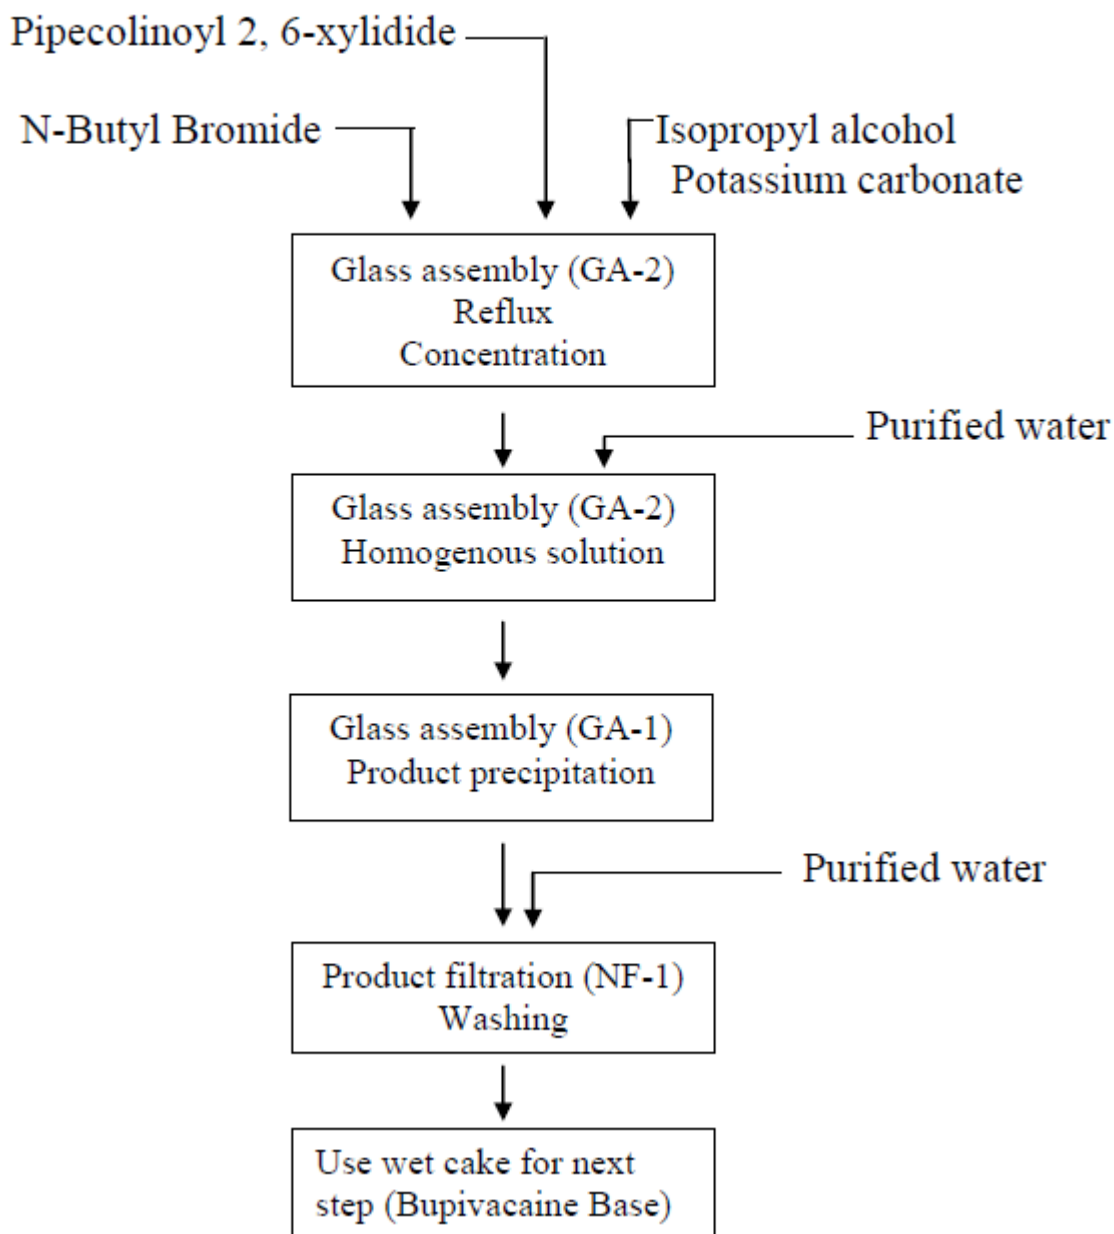 Pipecolinoyl 2, 6-xylidide
N-Butyl Bromide
Isopropyl alcohol
Potassium carbonate
Glass assembly (GA-2)
Reflux
Concentration
Purified water
Glass assembly (GA-2)
Homogenous solution
Glass assembly (GA-1)
Product precipitation
Purified water
Product filtration (NF-1)
Washing
Use wet cake for next
step (Bupivacaine Base)